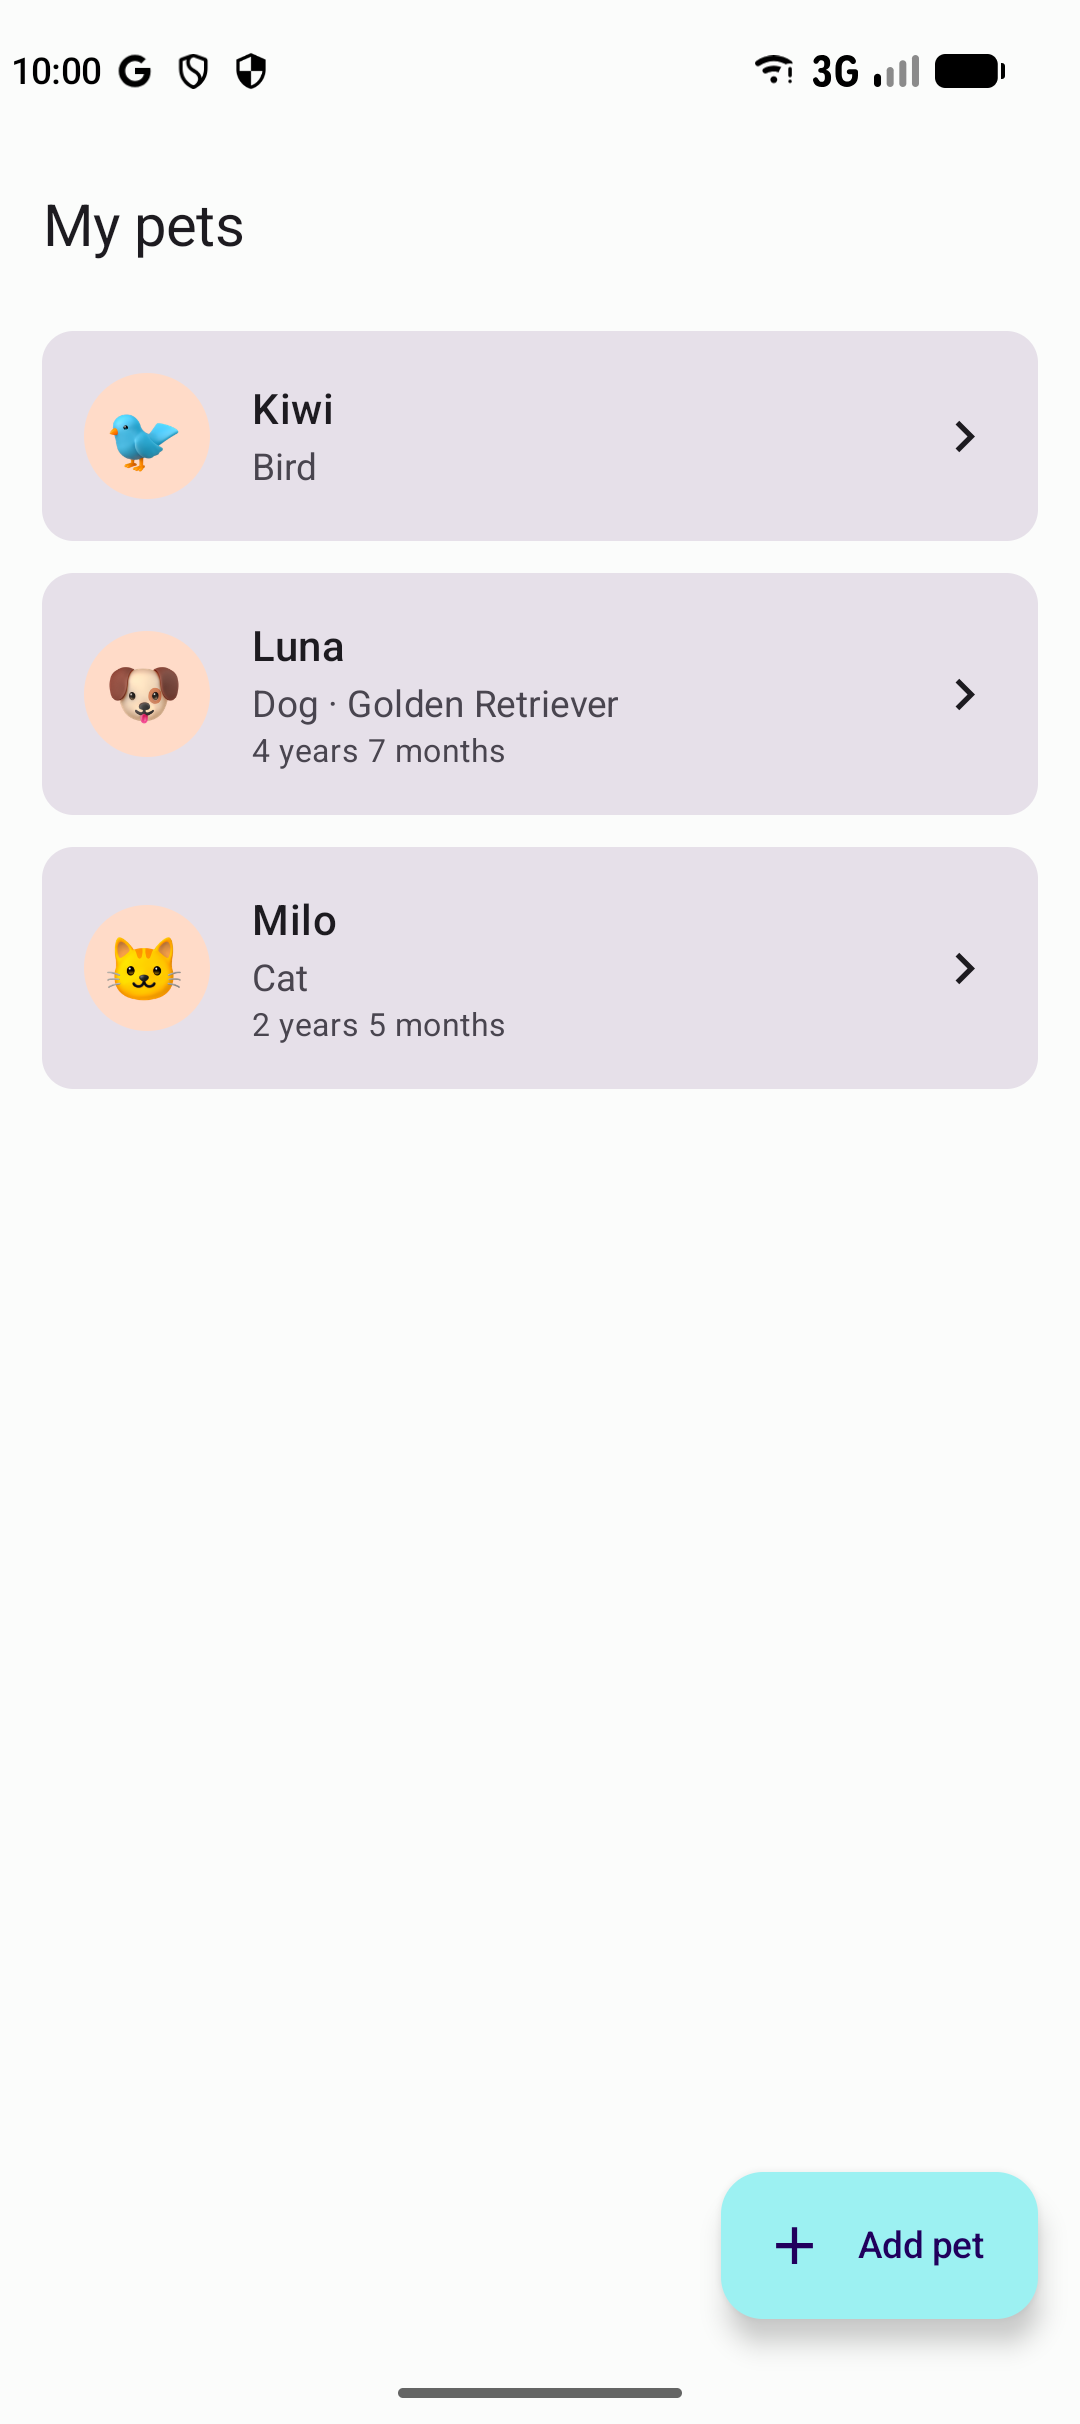 10:00
3G
My pets
Kiwi
Bird
Luna
Dog · Golden Retriever
4 years 7 months
Milo
Cat
2 years 5 months
Add pet